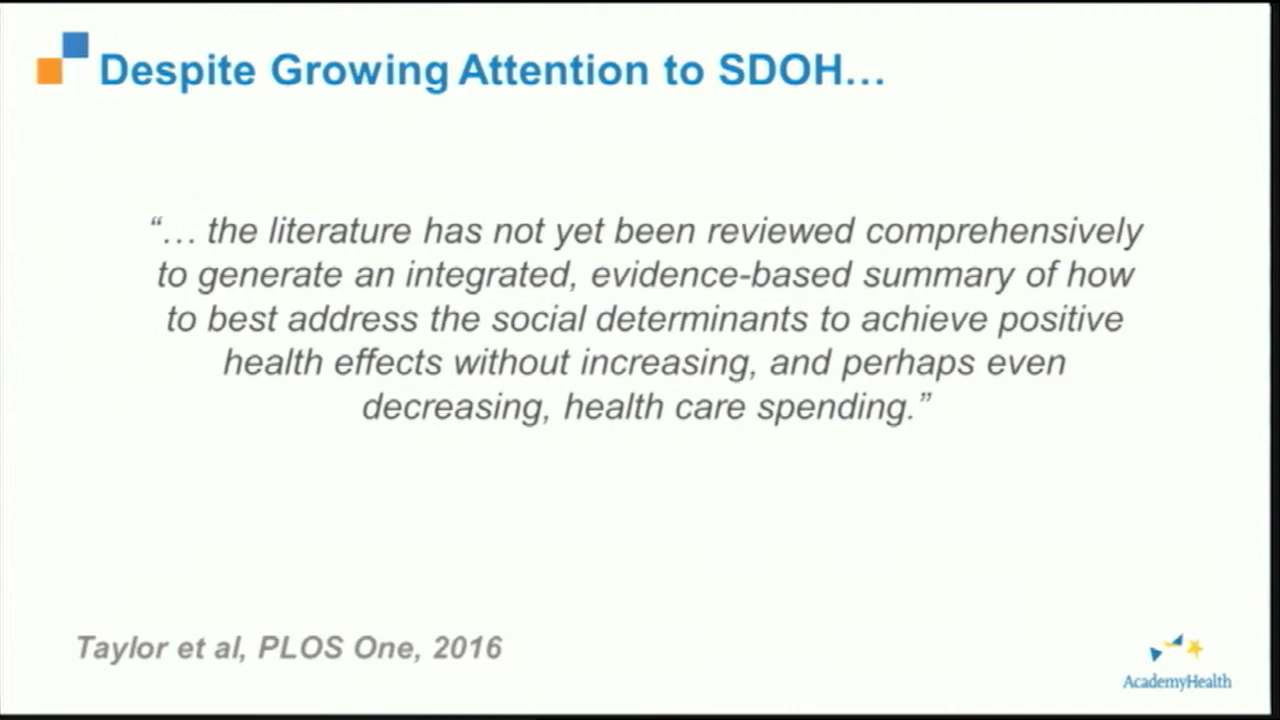 Despite Growing Attention to SDOH…
“… the literature has not yet been reviewed comprehensively
to generate an integrated, evidence-based summary of how
to best address the social determinants to achieve positive
health effects without increasing, and perhaps even
decreasing, health care spending.”
Taylor et al, PLOS One, 2016
AcademyHealth